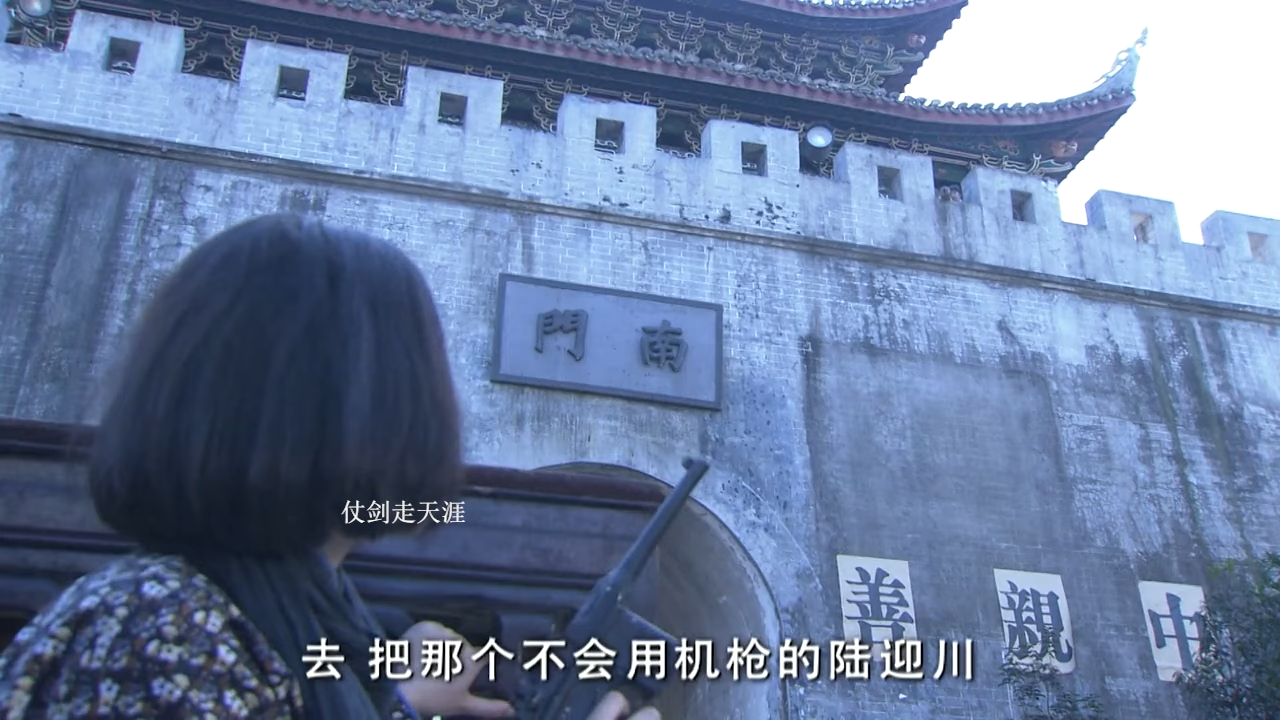 門 南
仗剑走天涯
善 親 中
去 把那个不会用机枪的陆迎川